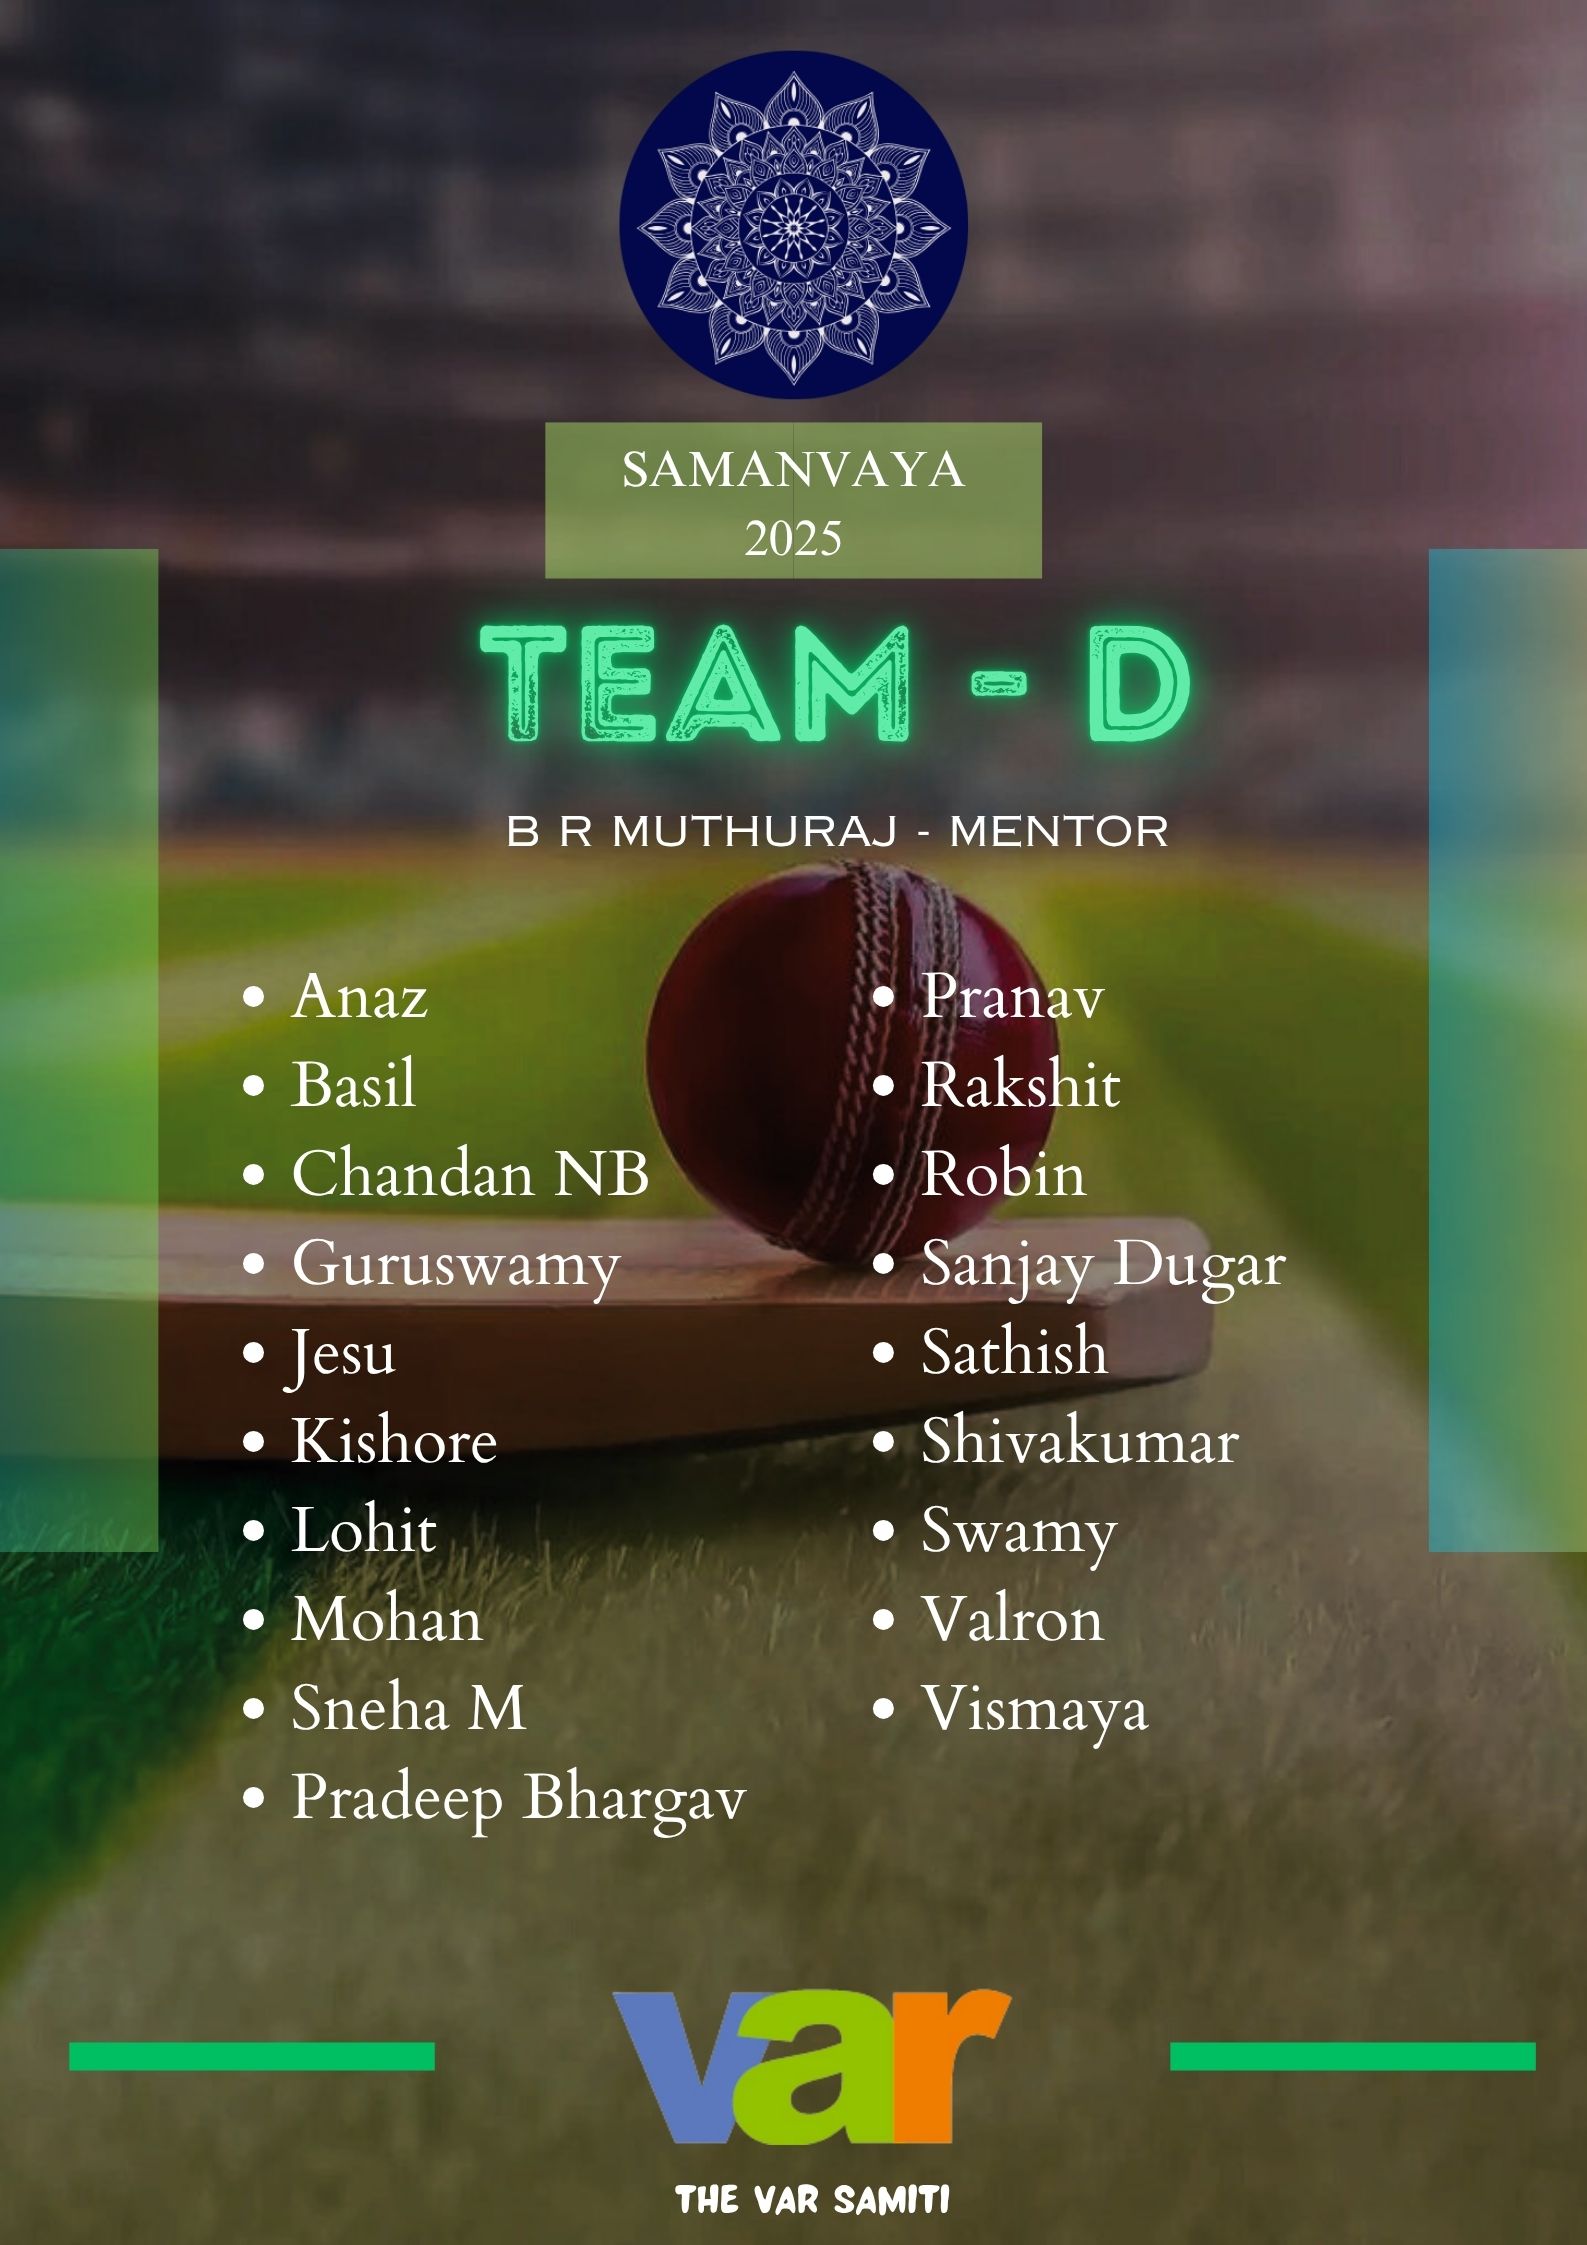 SAMANVAYA
2025
TEAM - D
B R MUTHURAJ - MENTOR
• Anaz
• Basil
• Chandan NB
• Guruswamy
• Jesu
• Kishore
• Lohit
• Mohan
• Sneha M
• Pradeep Bhargav
• Pranav
• Rakshit
• Robin
• Sanjay Dugar
• Sathish
• Shivakumar
• Swamy
• Valron
• Vismaya
var
THE VAR SAMITI